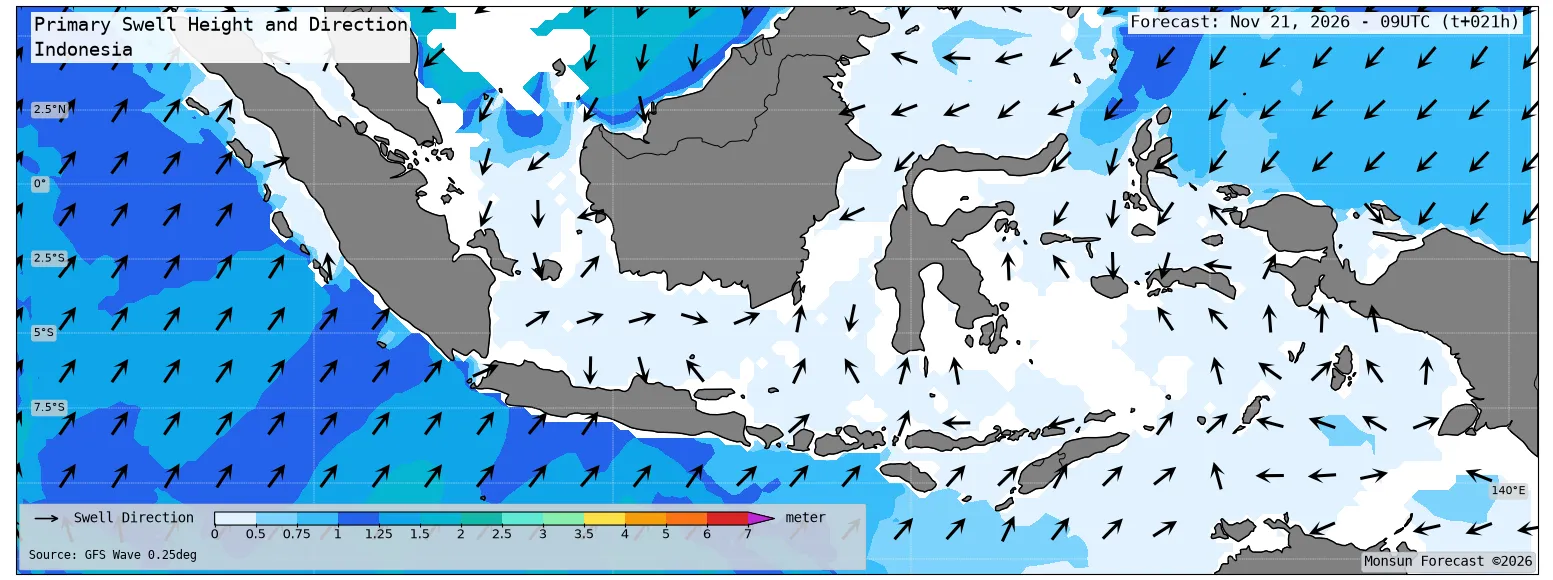 Primary Swell Height and Direction
Indonesia
Forecast: Nov 21, 2026 - 09UTC (t+021h)
2.5°N
0°
2.5°S
5°S
7.5°S
140°E
Swell Direction
meter
0 0.5 0.75 1 1.25 1.5 2 2.5 3 3.5 4 5 6 7
Source: GFS Wave 0.25deg
Monsun Forecast ©2026